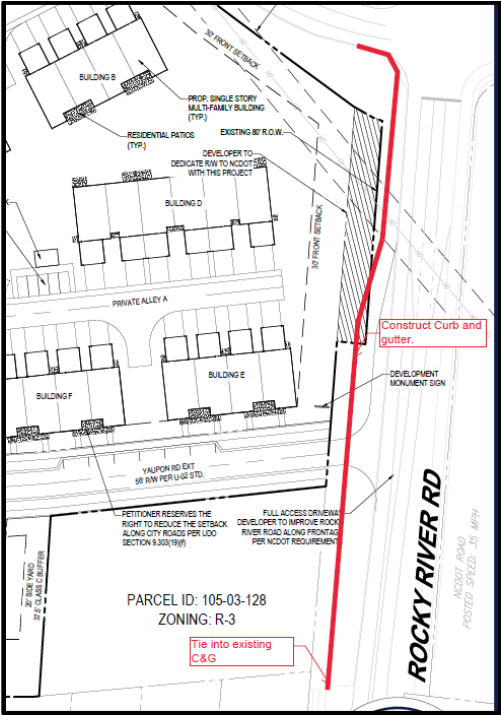 30' FRONT SETBACK
BUILDING B
PROP. SINGLE STORY
MULTI-FAMILY BUILDING
(TYP.)
RESIDENTIAL PATIOS
(TYP.)
EXISTING 80' R.O.W.
DEVELOPER TO
DEDICATE R/W TO NCDOT
WITH THIS PROJECT
BUILDING D
30' FRONT SETBACK
PRIVATE ALLEY A
Construct Curb and
gutter.
BUILDING E
DEVELOPMENT
MONUMENT SIGN
BUILDING F
YAUPON RD EXT
56' R/W PER U-02 STD.
PETITIONER RESERVES THE
RIGHT TO REDUCE THE SETBACK
ALONG CITY ROADS PER UDO
SECTION 9.303(19)(f)
FULL ACCESS DRIVEWAY
DEVELOPER TO IMPROVE ROCKY
RIVER ROAD ALONG FRONTAGE
PER NCDOT REQUIREMENTS
ROCKY RIVER RD
NCDOT ROAD
POSTED SPEED: 35 MPH
20' SIDE YARD
37.5' CLASS C BUFFER
PARCEL ID: 105-03-128
ZONING: R-3
Tie into existing
C&G